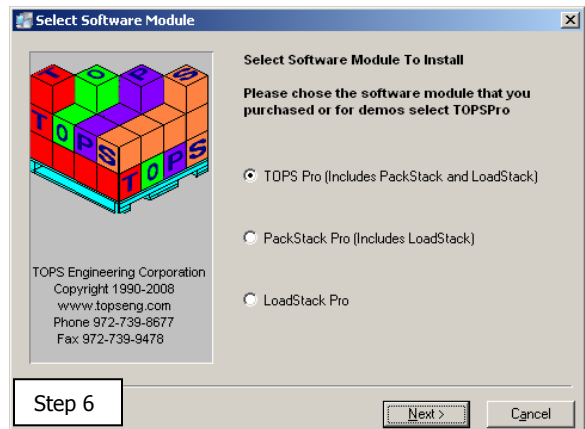 Select Software Module
T O P S
T O P S
T O P S
Select Software Module To Install
Please chose the software module that you
purchased or for demos select TOPSPro
TOPS Pro (Includes PackStack and LoadStack)
PackStack Pro (Includes LoadStack)
LoadStack Pro
TOPS Engineering Corporation
Copyright 1990-2008
www.topseng.com
Phone 972-739-8677
Fax 972-739-9478
Step 6
Next >
Cancel